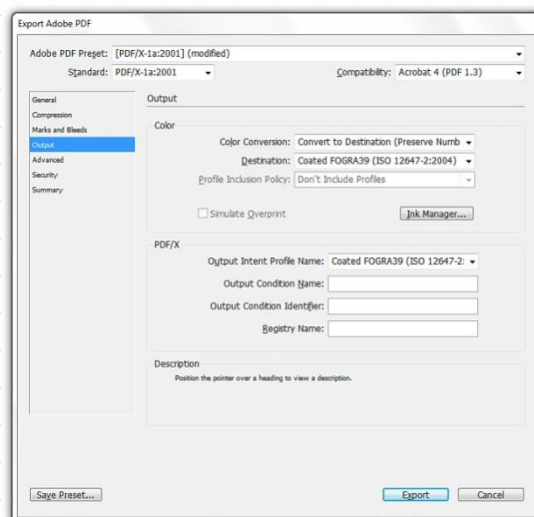 Export Adobe PDF
Adobe PDF Preset: [PDF/X-1a:2001] (modified)
Standard: PDF/X-1a:2001 Compatibility: Acrobat 4 (PDF 1.3)
General
Compression
Marks and Bleeds
Output
Advanced
Security
Summary
Output
Color
Color Conversion: Convert to Destination (Preserve Numb
Destination: Coated FOGRA39 (ISO 12647-2:2004)
Profile Inclusion Policy: Don't Include Profiles
Simulate Overprint Ink Manager...
PDF/X
Output Intent Profile Name: Coated FOGRA39 (ISO 12647-2:
Output Condition Name:
Output Condition Identifier:
Registry Name:
Description
Position the pointer over a heading to view a description.
Save Preset... Export Cancel